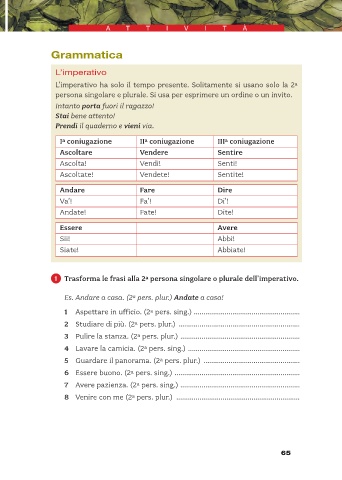 ATTIVITÀ
Grammatica
L'imperativo
L'imperativo ha solo il tempo presente. Solitamente si usano solo la 2ª
persona singolare e plurale. Si usa per esprimere un ordine o un invito.
Intanto porta fuori il ragazzo!
Stai bene attento!
Prendi il quaderno e vieni via.
Iª coniugazione IIª coniugazione IIIª coniugazione
Ascoltare Vendere Sentire
Ascolta! Vendi! Senti!
Ascoltate! Vendete! Sentite!
Andare Fare Dire
Va'! Fa'! Di'!
Andate! Fate! Dite!
Essere Avere
Sii! Abbi!
Siate! Abbiate!
1 Trasforma le frasi alla 2ª persona singolare o plurale dell'imperativo.
Es. Andare a casa. (2ª pers. plur.) Andate a casa!
1 Aspettare in ufficio. (2ª pers. sing.) ........................................
2 Studiare di più. (2ª pers. plur.) ........................................
3 Pulire la stanza. (2ª pers. plur.) ........................................
4 Lavare la camicia. (2ª pers. sing.) ........................................
5 Guardare il panorama. (2ª pers. plur.) ........................................
6 Essere buono. (2ª pers. sing.) ........................................
7 Avere pazienza. (2ª pers. sing.) ........................................
8 Venire con me (2ª pers. plur.) ........................................
65